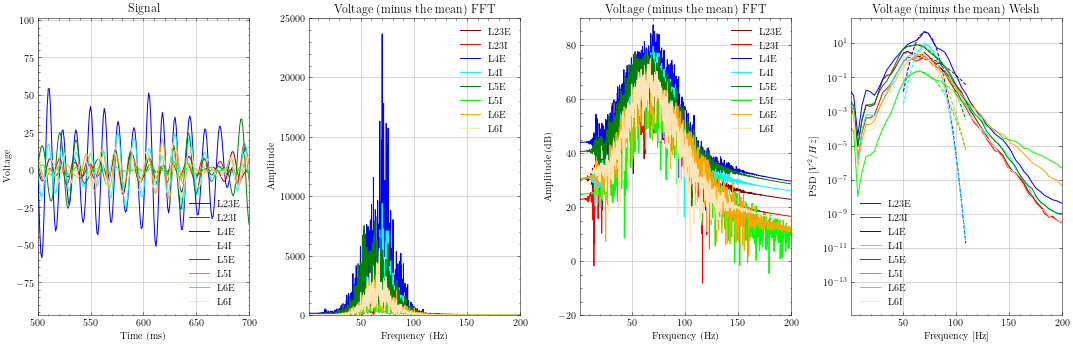 Signal
Voltage
100
75
50
25
0
−25
−50
−75
500
550
600
650
700
Time (ms)
L23E
L23I
L4E
L4I
L5E
L5I
L6E
L6I
Voltage (minus the mean) FFT
Amplitude
25000
20000
15000
10000
5000
0
50
100
150
200
Frequency (Hz)
L23E
L23I
L4E
L4I
L5E
L5I
L6E
L6I
Voltage (minus the mean) FFT
Amplitude (dB)
80
60
40
20
0
−20
50
100
150
200
Frequency (Hz)
L23E
L23I
L4E
L4I
L5E
L5I
L6E
L6I
Voltage (minus the mean) Welsh
PSD [V²/Hz]
10¹
10⁻¹
10⁻³
10⁻⁵
10⁻⁷
10⁻⁹
10⁻¹¹
10⁻¹³
50
100
150
200
Frequency [Hz]
L23E
L23I
L4E
L4I
L5E
L5I
L6E
L6I